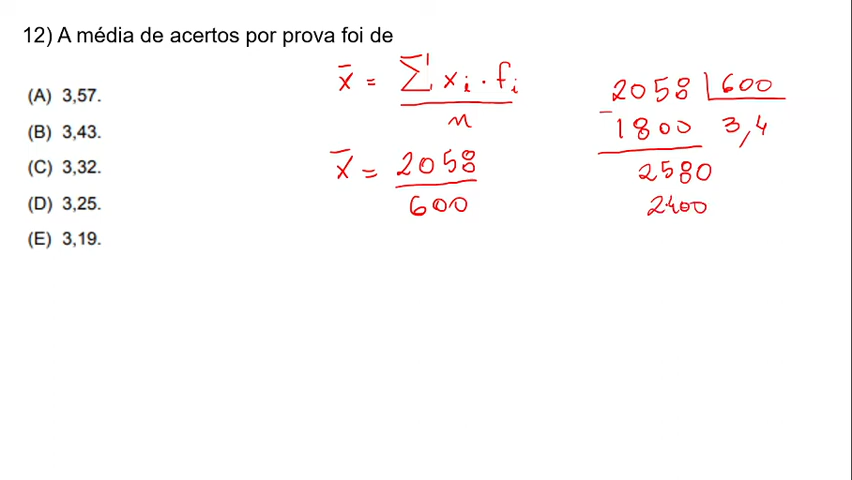 12) A média de acertos por prova foi de
(A) 3,57.
(B) 3,43.
(C) 3,32.
(D) 3,25.
(E) 3,19.
x̄ = Σ xᵢ · fᵢ
n
x̄ = 2058
600
2058 600
- 1800 3,4
2580
2400